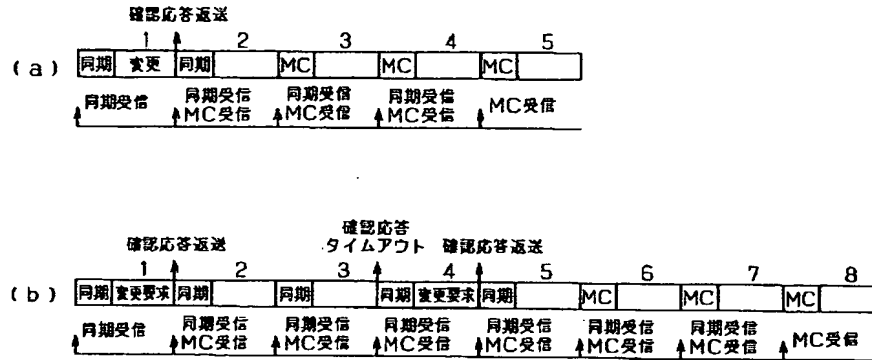 確認応答返送
1 2 3 4 5
(a) 同期 変更 同期 MC MC MC
同期受信 同期受信 同期受信 同期受信 MC受信
MC受信 MC受信 MC受信
確認応答
確認応答返送 タイムアウト 確認応答返送
1 2 3 4 5 6 7 8
(b) 同期 変更要求 同期 同期 同期 変更要求 同期 MC MC MC
同期受信 同期受信 同期受信 同期受信 同期受信 同期受信 同期受信 MC受信
MC受信 MC受信 MC受信 MC受信 MC受信 MC受信